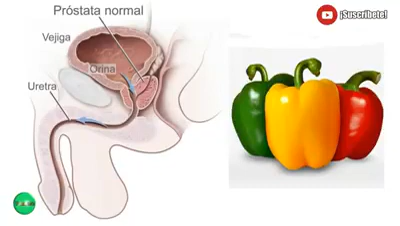 Próstata normal
¡Suscríbete!
Vejiga
Orina
Uretra